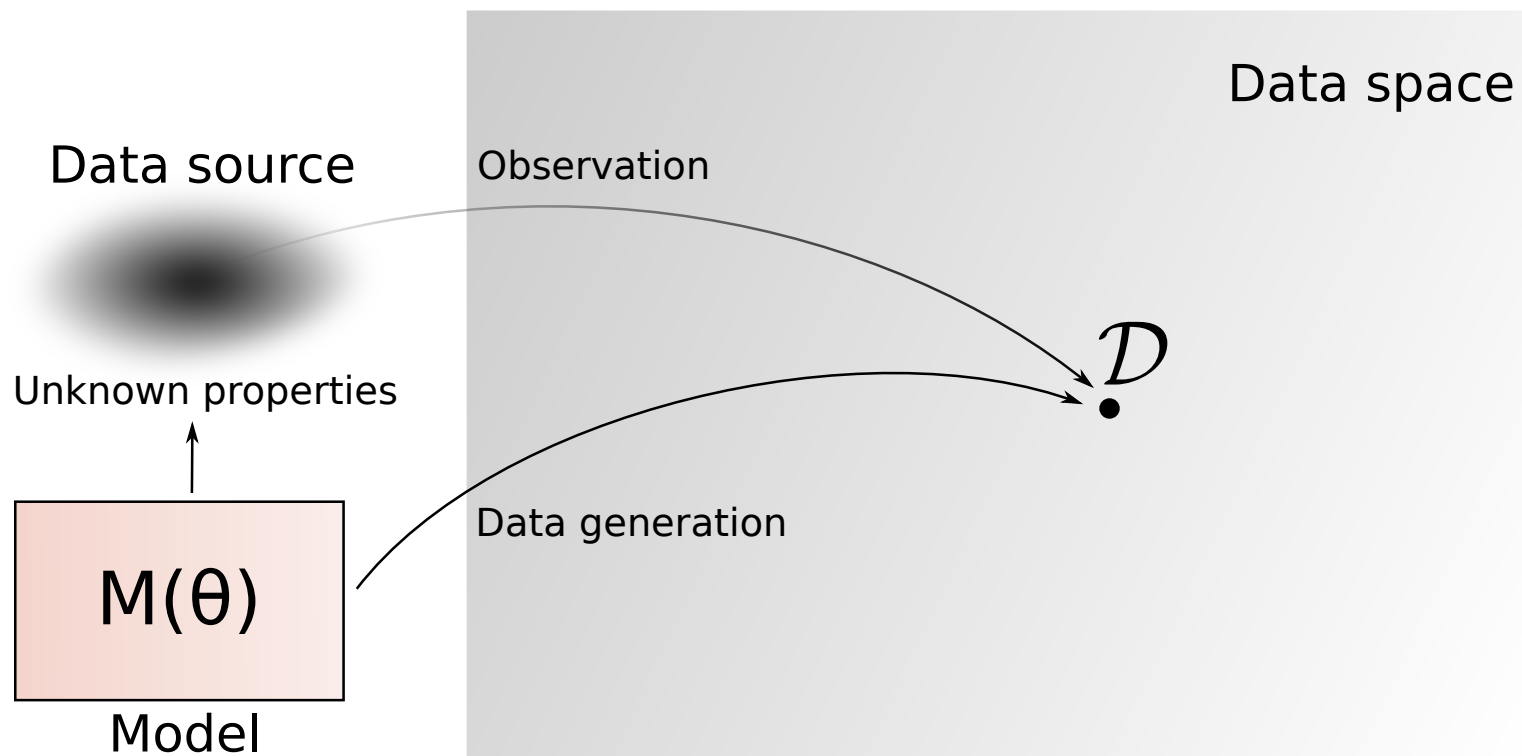 Data space
Data source
Observation
𝒟
Unknown properties
Data generation
M(θ)
Model